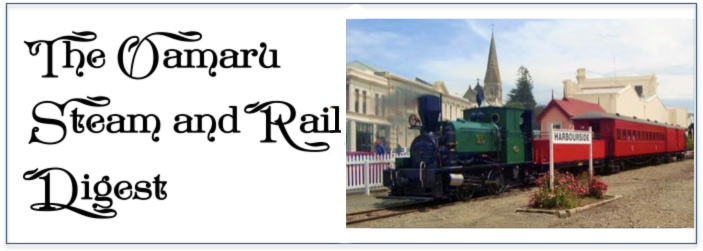 The Oamaru
Steam and Rail
Digest
HARBOURSIDE